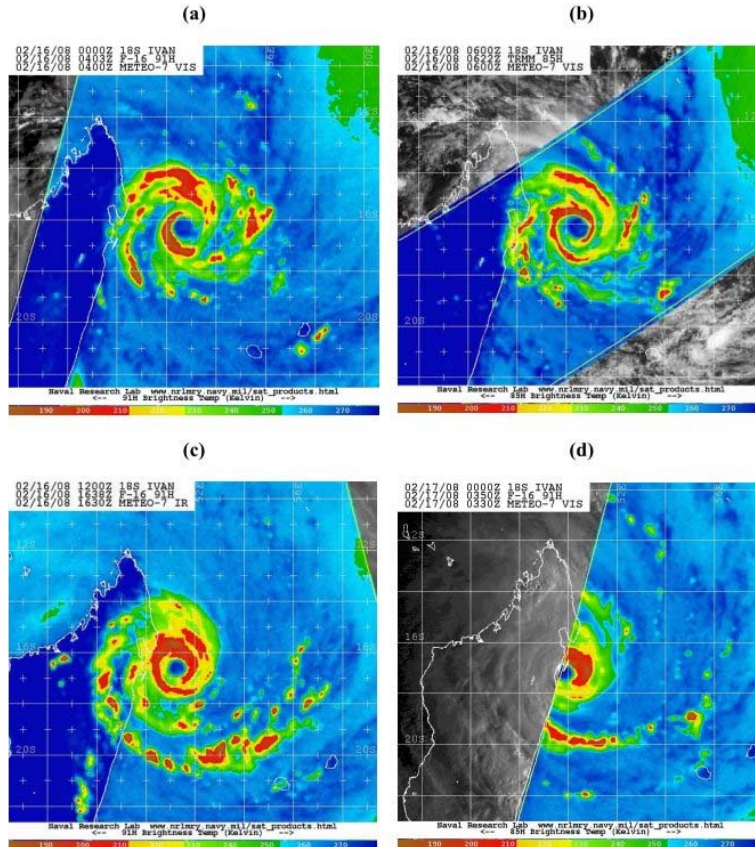 (a)
02/16/08 0000Z 18S IVAN
02/16/08 0403Z F-16 91H
02/16/08 0400Z METEO-7 VIS
56E
60E
12S
16S
20S
Naval Research Lab www.nrlmry.navy.mil/sat_products.html
<-- 91H Brightness Temp (Kelvin) -->
190 200 210 220 230 240 250 260 270
(b)
02/16/08 0600Z 18S IVAN
02/16/08 0622Z TRMM 85H
02/16/08 0600Z METEO-7 VIS
56E
12S
16S
20S
Naval Research Lab www.nrlmry.navy.mil/sat_products.html
<-- 85H Brightness Temp (Kelvin) -->
190 200 210 220 230 240 250 260 270
(c)
02/16/08 1200Z 18S IVAN
02/16/08 1638Z F-16 91H
02/16/08 1630Z METEO-7 IR
52E
56E
12S
16S
20S
Naval Research Lab www.nrlmry.navy.mil/sat_products.html
<-- 91H Brightness Temp (Kelvin) -->
190 200 210 220 230 240 250 260 270
(d)
02/17/08 0000Z 18S IVAN
02/17/08 0350Z F-16 91H
02/17/08 0330Z METEO-7 VIS
52E
56E
12S
16S
20S
Naval Research Lab www.nrlmry.navy.mil/sat_products.html
<-- 85H Brightness Temp (Kelvin) -->
190 200 210 220 230 240 250 260 270